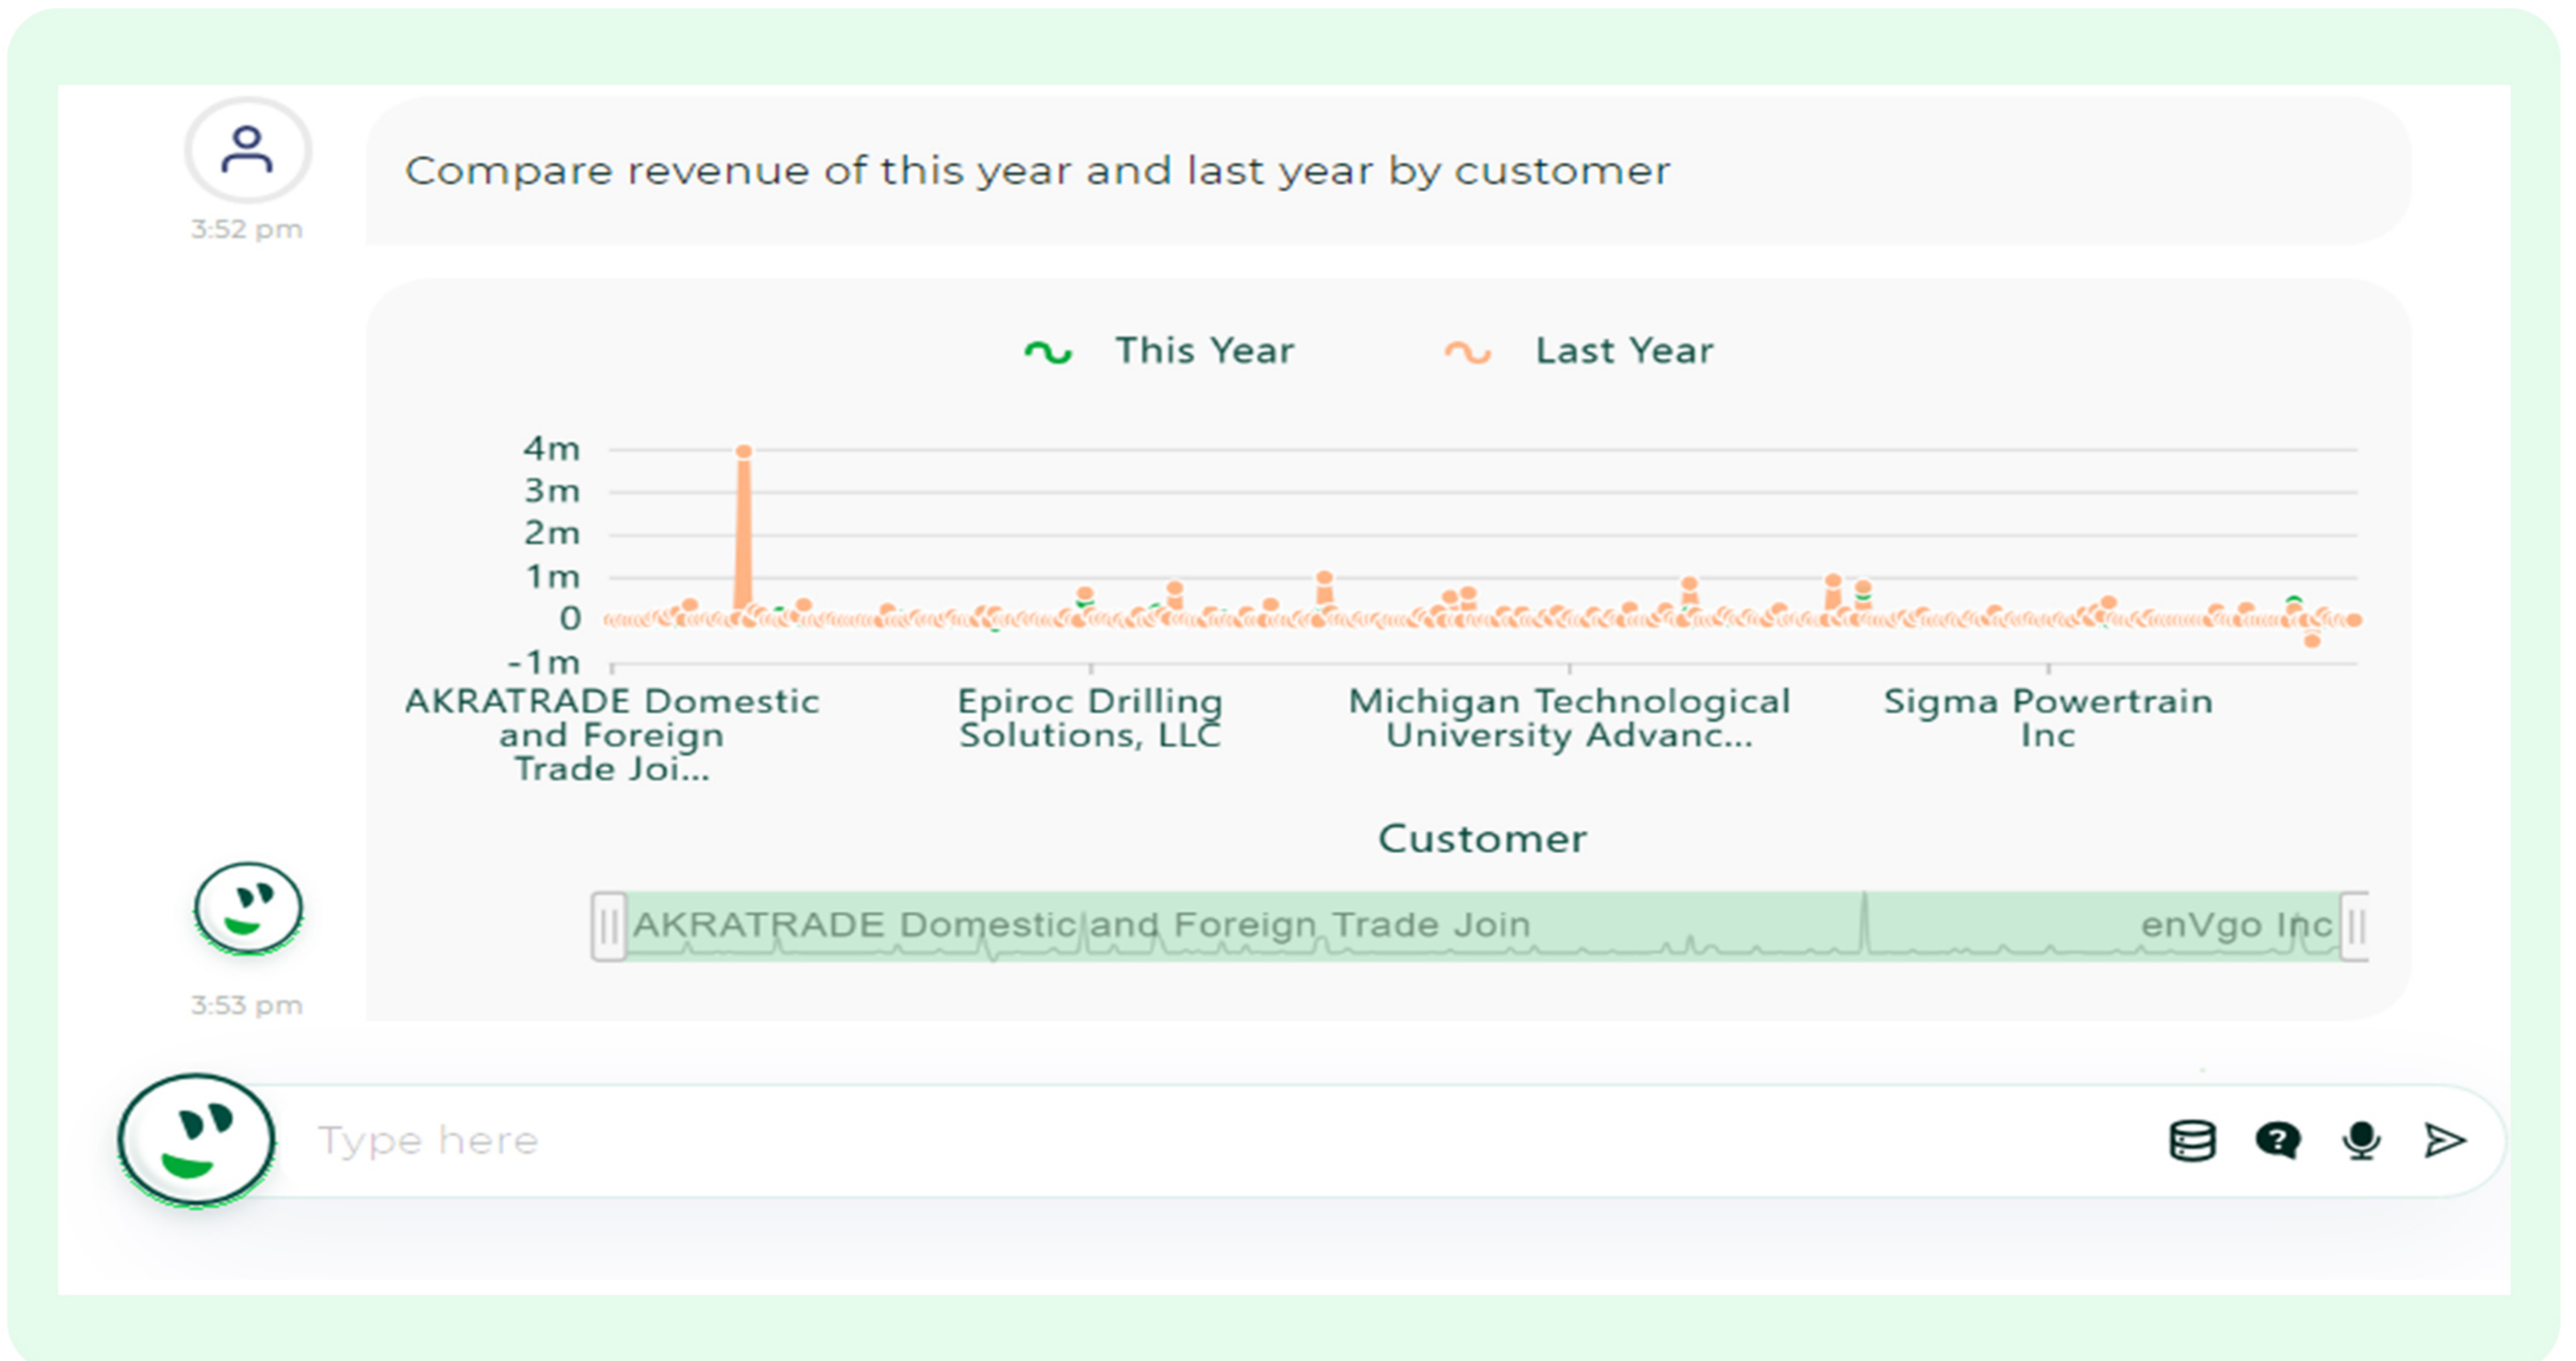 Compare revenue of this year and last year by customer
3:52 pm
This Year
Last Year
4m
3m
2m
1m
0
-1m
AKRATRADE Domestic
and Foreign
Trade Joi...
Epiroc Drilling
Solutions, LLC
Michigan Technological
University Advanc...
Sigma Powertrain
Inc
Customer
AKRATRADE Domestic and Foreign Trade Join
enVgo Inc
3:53 pm
Type here